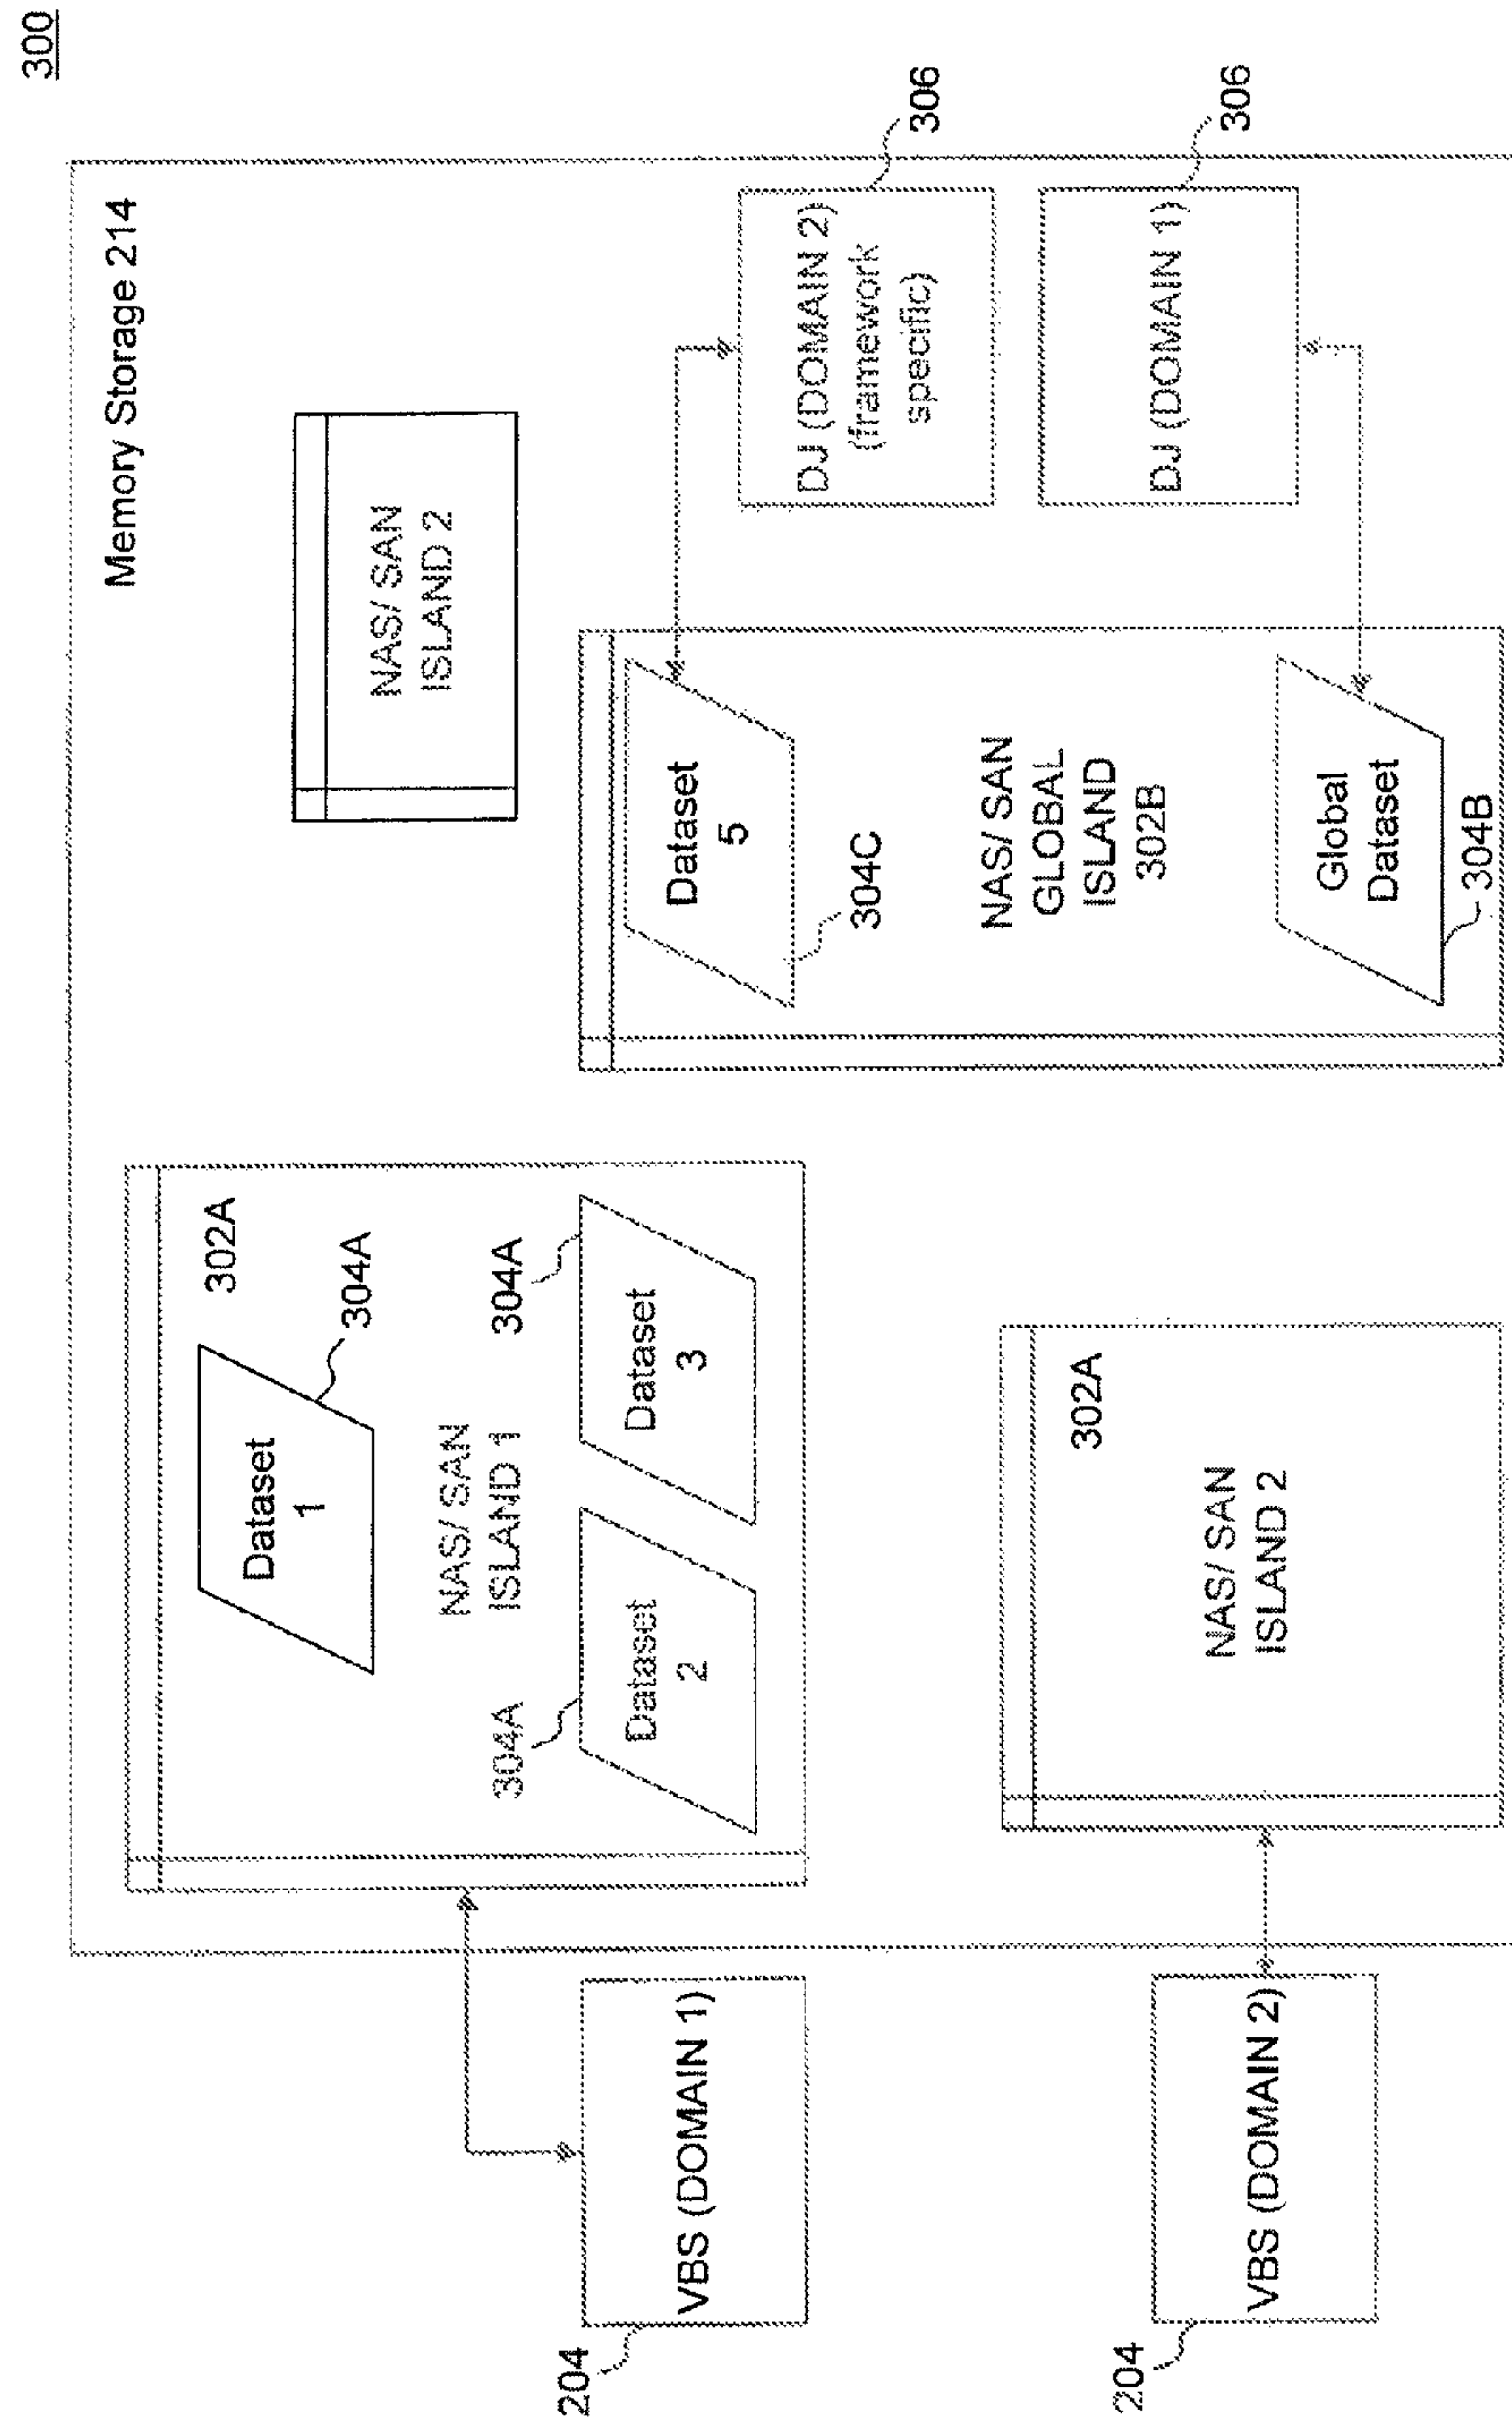 300
Memory Storage 214
302A
Dataset
1
304A
NAS/ SAN
ISLAND 1
304A
304A
Dataset
2
Dataset
3
NAS/ SAN
ISLAND 2
VBS (DOMAIN 1)
204
Dataset
5
304C
NAS/ SAN
GLOBAL
ISLAND
302B
Global
Dataset
304B
DJ (DOMAIN 2)
(framework
specific)
306
DJ (DOMAIN 1)
306
302A
NAS/ SAN
ISLAND 2
VBS (DOMAIN 2)
204